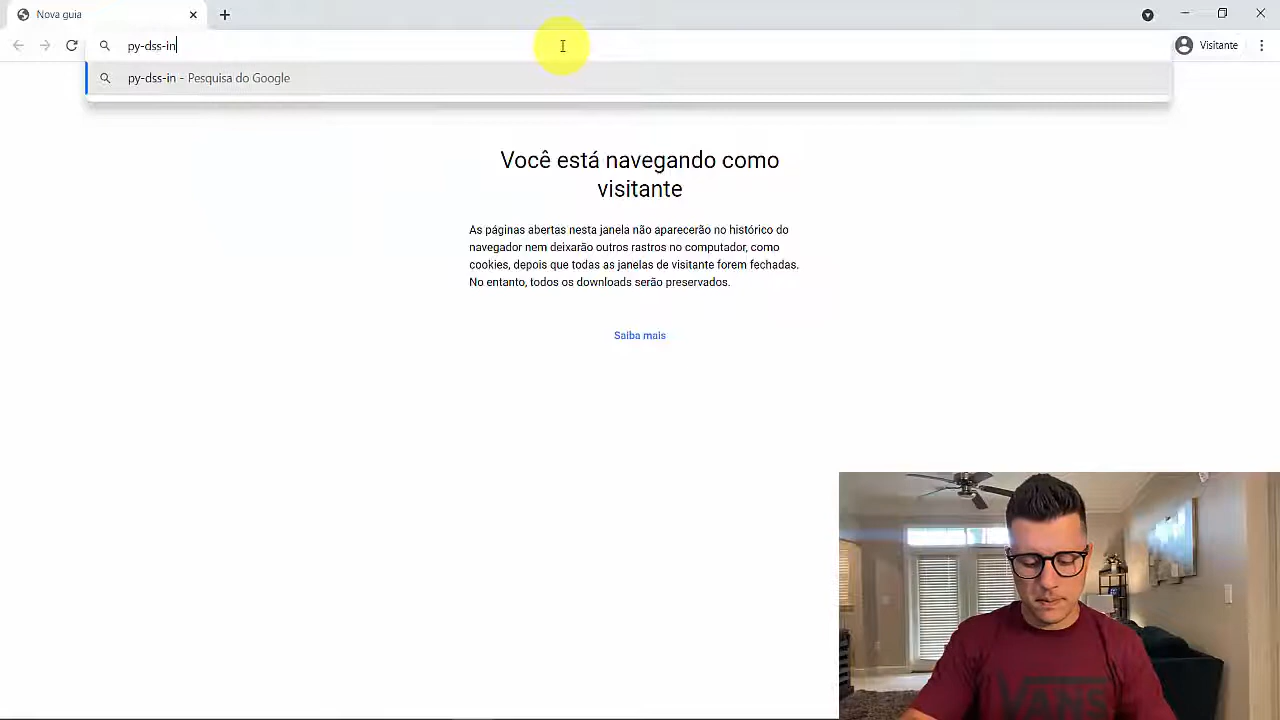 Nova guia
py-dss-in
Visitante
py-dss-in - Pesquisa do Google
Você está navegando como
visitante
As páginas abertas nesta janela não aparecerão no histórico do
navegador nem deixarão outros rastros no computador, como
cookies, depois que todas as janelas de visitante forem fechadas.
No entanto, todos os downloads serão preservados.
Saiba mais
VANS